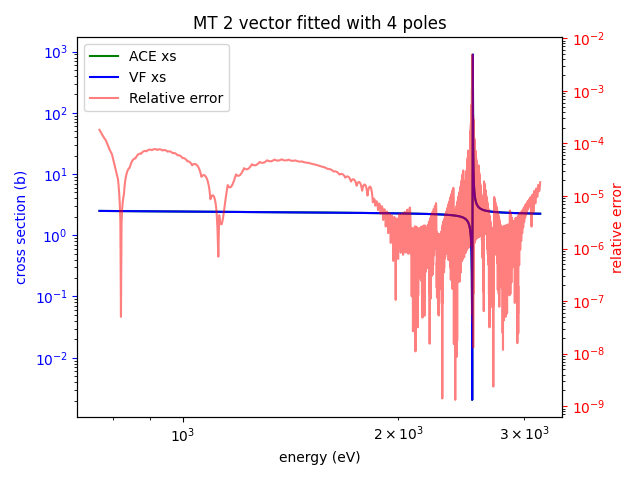 MT 2 vector fitted with 4 poles
ACE xs
VF xs
Relative error
cross section (b)
10³
10²
10¹
10⁰
10⁻¹
10⁻²
10⁻²
10⁻³
10⁻⁴
10⁻⁵
10⁻⁶
10⁻⁷
10⁻⁸
10⁻⁹
relative error
10³
2 × 10³
3 × 10³
energy (eV)